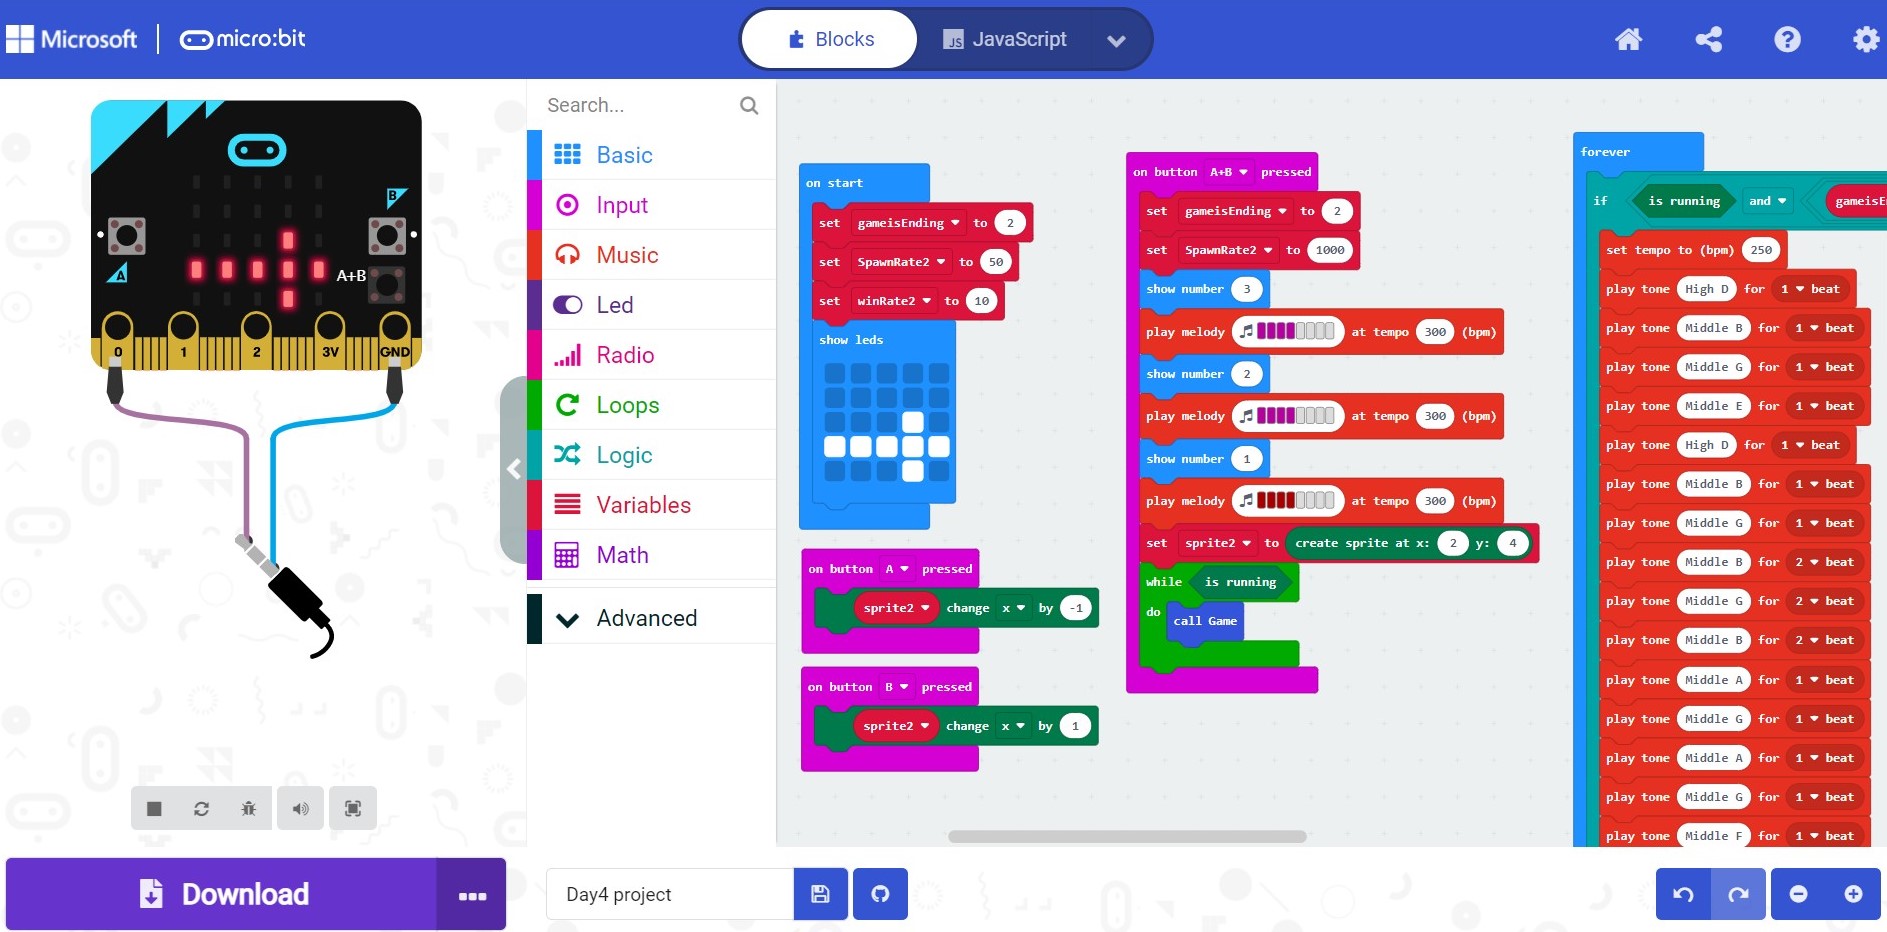 Microsoft
micro:bit
Blocks
JavaScript
JS
B
A
A+B
0 1 2 3V GND
Download
Search...
Basic
Input
Music
Led
Radio
Loops
Logic
Variables
Math
Advanced
on start
set gameisEnding to 2
set SpawnRate2 to 50
set winRate2 to 10
show leds
on button A pressed
sprite2 change x by -1
on button B pressed
sprite2 change x by 1
on button A+B pressed
set gameisEnding to 2
set SpawnRate2 to 1000
show number 3
play melody at tempo 300 (bpm)
show number 2
play melody at tempo 300 (bpm)
show number 1
play melody at tempo 300 (bpm)
set sprite2 to create sprite at x: 2 y: 4
while is running
do call Game
forever
if is running and gameisE
set tempo to (bpm) 250
play tone High D for 1 beat
play tone Middle B for 1 beat
play tone Middle G for 1 beat
play tone Middle E for 1 beat
play tone High D for 1 beat
play tone Middle B for 1 beat
play tone Middle G for 1 beat
play tone Middle B for 2 beat
play tone Middle G for 2 beat
play tone Middle B for 2 beat
play tone Middle A for 1 beat
play tone Middle G for 1 beat
play tone Middle A for 1 beat
play tone Middle G for 1 beat
play tone Middle F for 1 beat
Day4 project